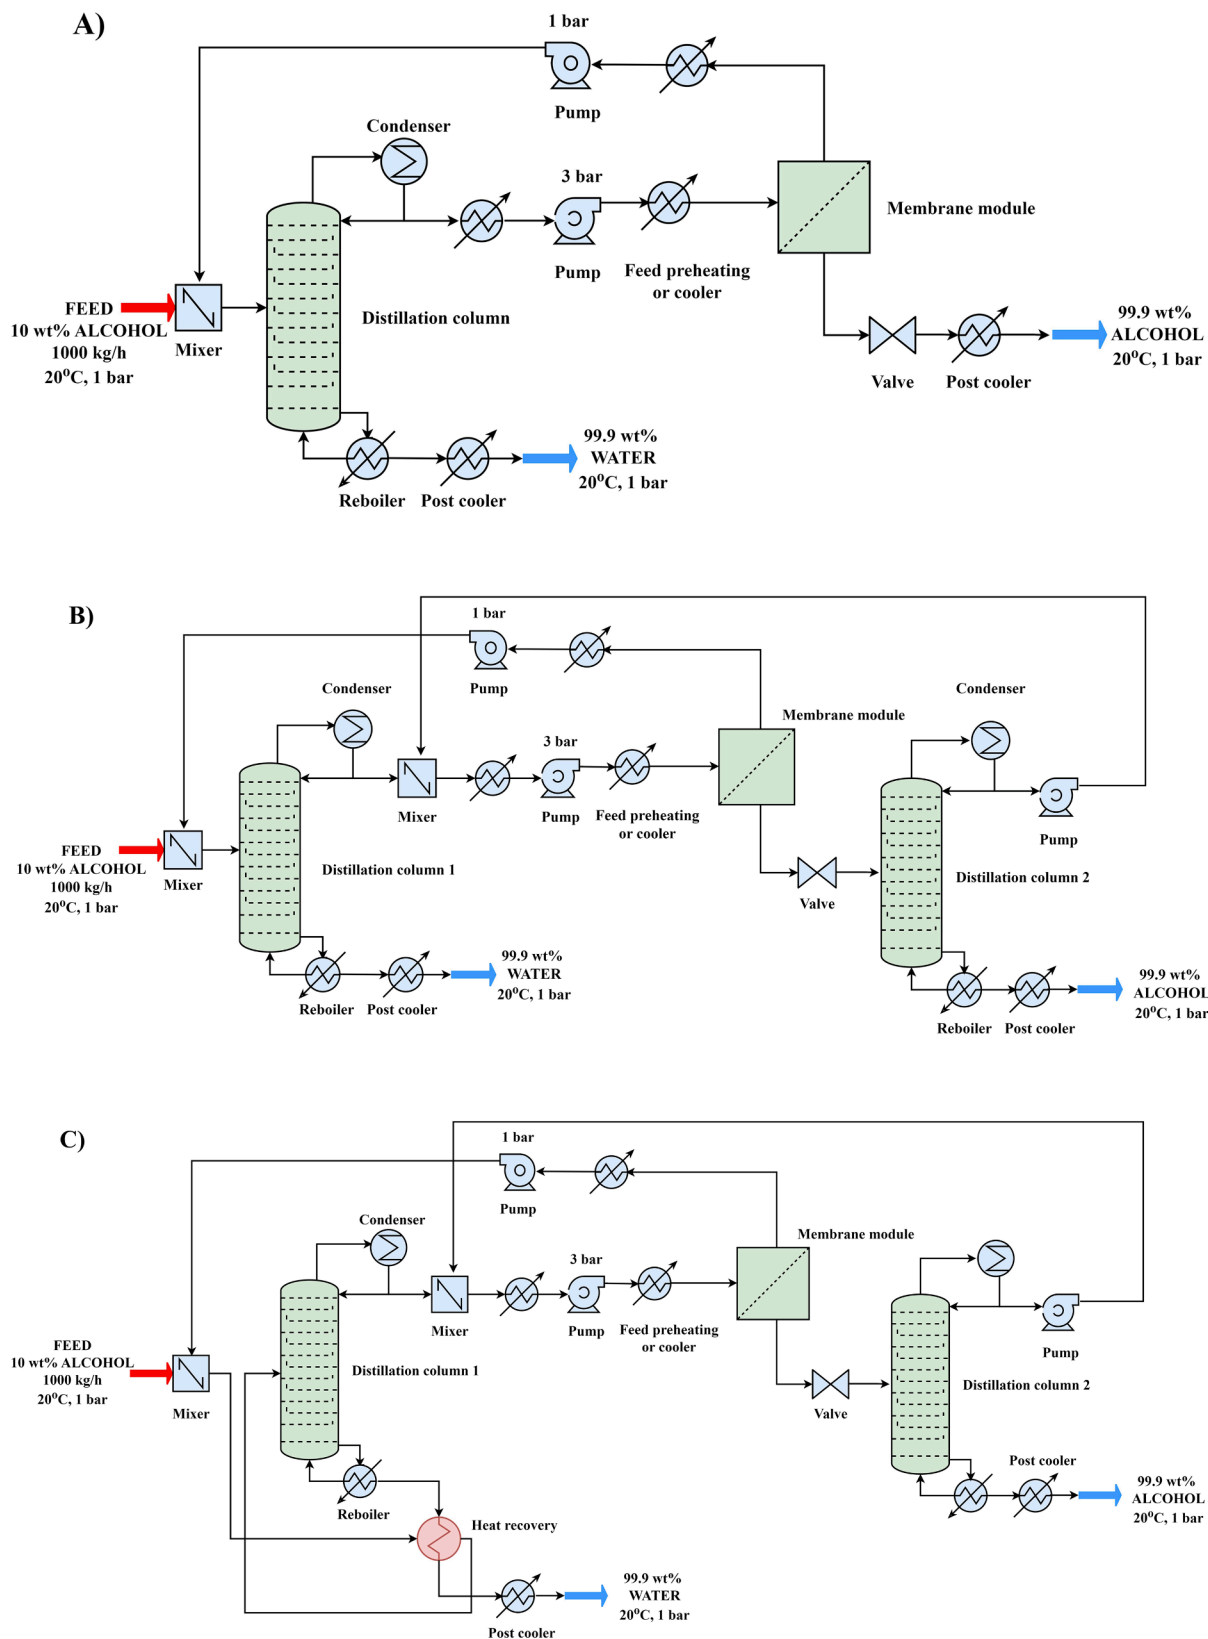 A)
1 bar
Pump
Condenser
3 bar
Pump
Feed preheating
or cooler
Membrane module
FEED
10 wt% ALCOHOL
1000 kg/h
20°C, 1 bar
Mixer
Distillation column
Valve
Post cooler
99.9 wt%
ALCOHOL
20°C, 1 bar
Reboiler
Post cooler
99.9 wt%
WATER
20°C, 1 bar
B)
1 bar
Pump
Condenser
3 bar
Mixer
Pump
Feed preheating
or cooler
Membrane module
Condenser
Pump
FEED
10 wt% ALCOHOL
1000 kg/h
20°C, 1 bar
Mixer
Distillation column 1
Valve
Distillation column 2
Reboiler
Post cooler
99.9 wt%
WATER
20°C, 1 bar
Reboiler
Post cooler
99.9 wt%
ALCOHOL
20°C, 1 bar
C)
1 bar
Pump
Condenser
3 bar
Mixer
Pump
Feed preheating
or cooler
Membrane module
Pump
FEED
10 wt% ALCOHOL
1000 kg/h
20°C, 1 bar
Mixer
Distillation column 1
Valve
Distillation column 2
Reboiler
Heat recovery
Post cooler
99.9 wt%
ALCOHOL
20°C, 1 bar
Post cooler
99.9 wt%
WATER
20°C, 1 bar